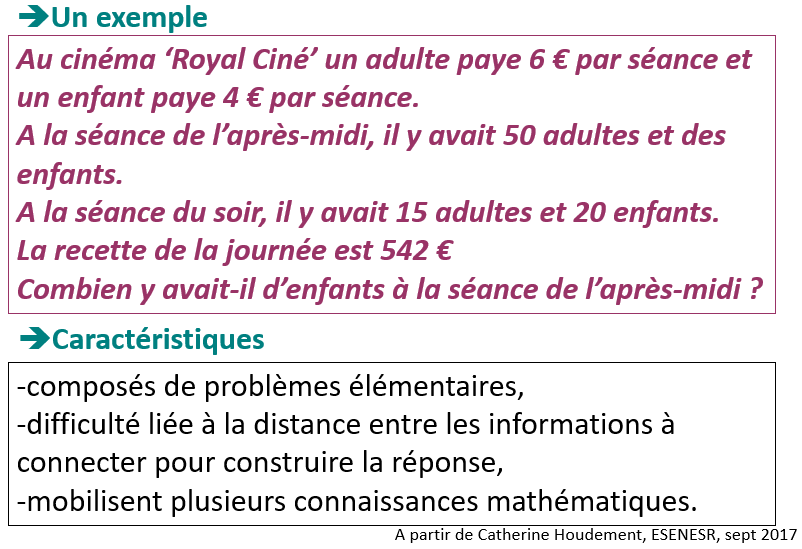 ➔Un exemple
Au cinéma ‘Royal Ciné’ un adulte paye 6 € par séance et
un enfant paye 4 € par séance.
A la séance de l’après-midi, il y avait 50 adultes et des
enfants.
A la séance du soir, il y avait 15 adultes et 20 enfants.
La recette de la journée est 542 €
Combien y avait-il d’enfants à la séance de l’après-midi ?
➔Caractéristiques
-composés de problèmes élémentaires,
-difficulté liée à la distance entre les informations à
connecter pour construire la réponse,
-mobilisent plusieurs connaissances mathématiques.
A partir de Catherine Houdement, ESENESR, sept 2017